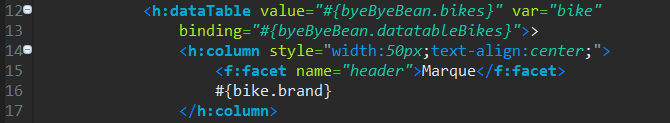 12 <h:dataTable value="#{byeByeBean.bikes}" var="bike"
13 binding="#{byeByeBean.datatableBikes}">>
14 <h:column style="width:50px;text-align:center;">
15 <f:facet name="header">Marque</f:facet>
16 #{bike.brand}
17 </h:column>